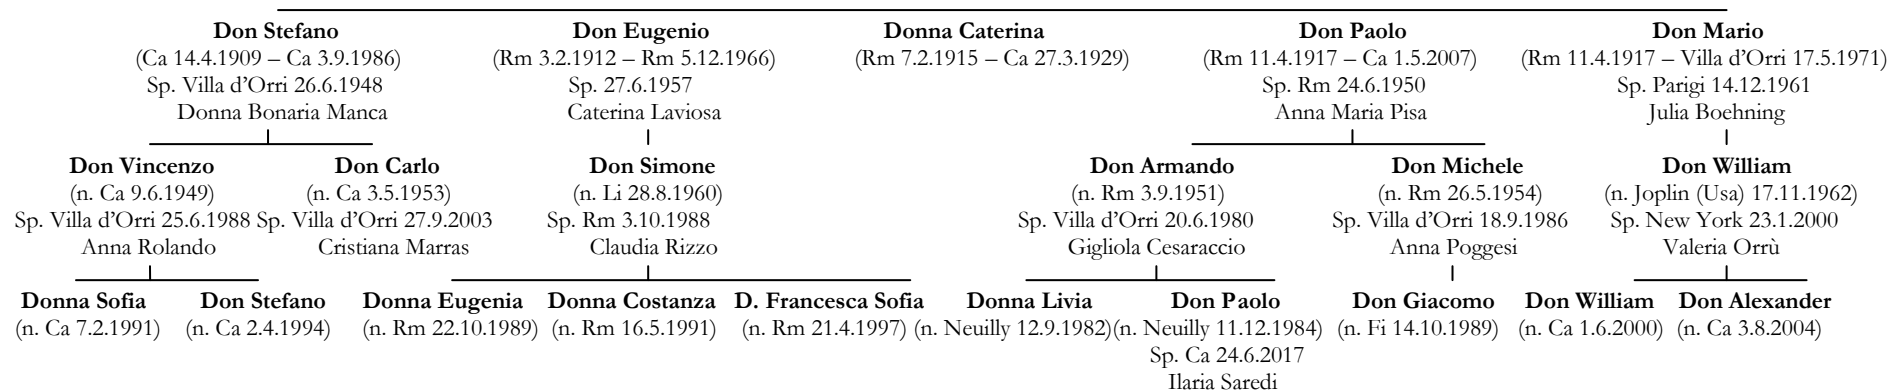 Don Stefano Don Eugenio Donna Caterina Don Paolo Don Mario
(Ca 14.4.1909 – Ca 3.9.1986) (Rm 3.2.1912 – Rm 5.12.1966) (Rm 7.2.1915 – Ca 27.3.1929) (Rm 11.4.1917 – Ca 1.5.2007) (Rm 11.4.1917 – Villa d'Orri 17.5.1971)
Sp. Villa d'Orri 26.6.1948 Sp. 27.6.1957 Sp. Rm 24.6.1950 Sp. Parigi 14.12.1961
Donna Bonaria Manca Caterina Laviosa Anna Maria Pisa Julia Boehning
Don Vincenzo Don Carlo Don Simone Don Armando Don Michele Don William
(n. Ca 9.6.1949) (n. Ca 3.5.1953) (n. Li 28.8.1960) (n. Rm 3.9.1951) (n. Rm 26.5.1954) (n. Joplin (Usa) 17.11.1962)
Sp. Villa d'Orri 25.6.1988 Sp. Villa d'Orri 27.9.2003 Sp. Rm 3.10.1988 Sp. Villa d'Orri 20.6.1980 Sp. Villa d'Orri 18.9.1986 Sp. New York 23.1.2000
Anna Rolando Cristiana Marras Claudia Rizzo Gigliola Cesaraccio Anna Poggesi Valeria Orrù
Donna Sofia Don Stefano Donna Eugenia Donna Costanza D. Francesca Sofia Donna Livia Don Paolo Don Giacomo Don William Don Alexander
(n. Ca 7.2.1991) (n. Ca 2.4.1994) (n. Rm 22.10.1989) (n. Rm 16.5.1991) (n. Rm 21.4.1997) (n. Neuilly 12.9.1982) (n. Neuilly 11.12.1984) (n. Fi 14.10.1989) (n. Ca 1.6.2000) (n. Ca 3.8.2004)
Sp. Ca 24.6.2017
Ilaria Saredi